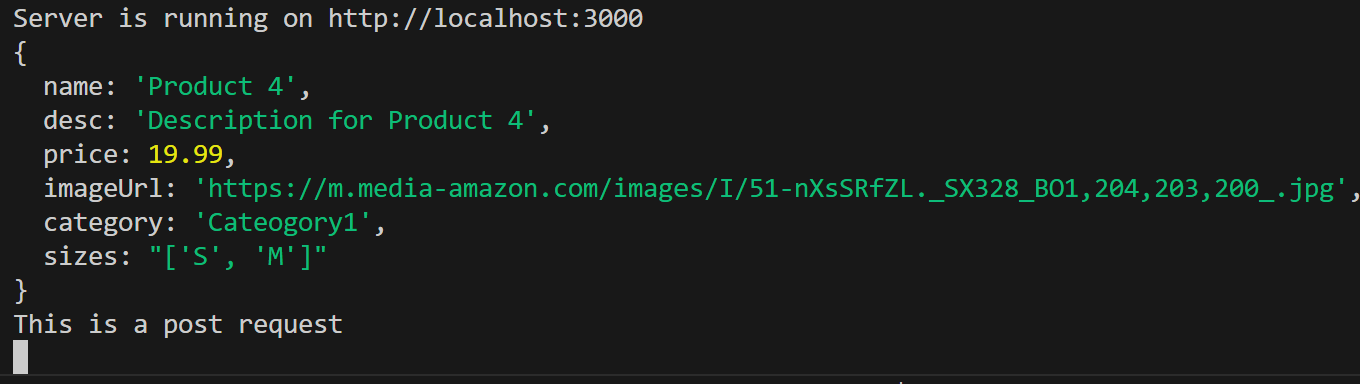 Server is running on http://localhost:3000
{
  name: 'Product 4',
  desc: 'Description for Product 4',
  price: 19.99,
  imageUrl: 'https://m.media-amazon.com/images/I/51-nXsSRfZL._SX328_BO1,204,203,200_.jpg',
  category: 'Cateogory1',
  sizes: "['S', 'M']"
}
This is a post request